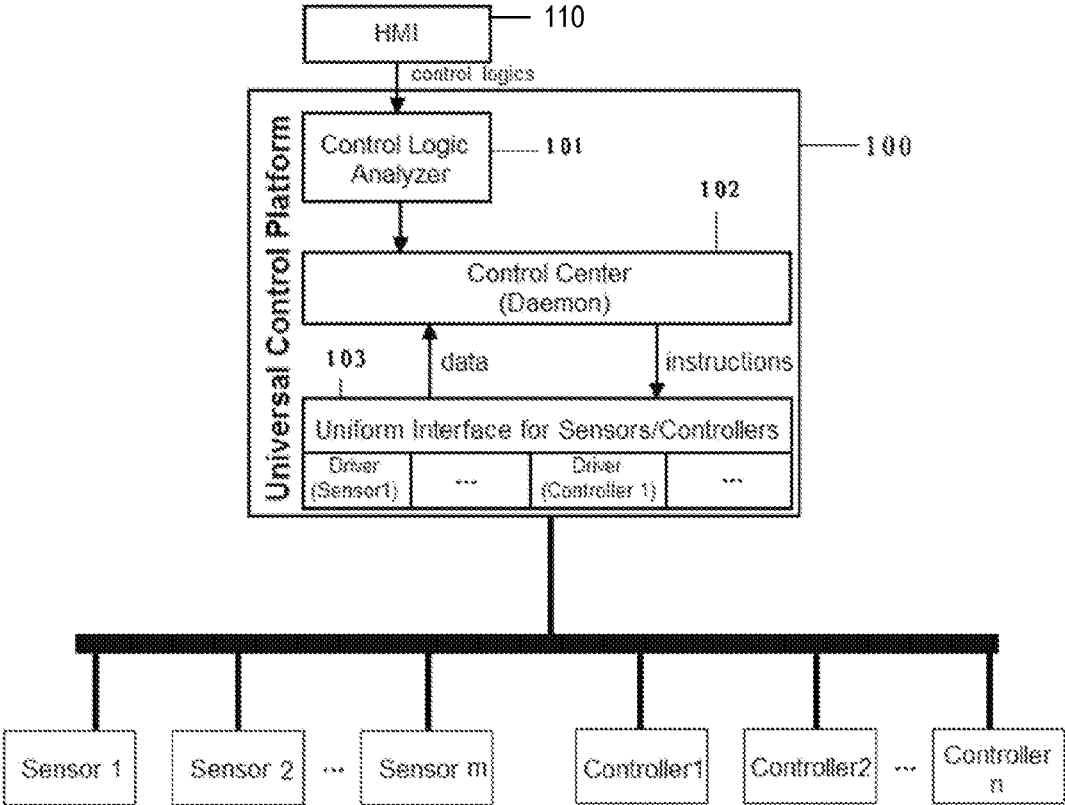 HMI
110
control logics
Universal Control Platform
Control Logic
Analyzer
101
100
102
Control Center
(Daemon)
103
data
instructions
Uniform Interface for Sensors/Controllers
Driver
(Sensor1)
...
Driver
(Controller 1)
...
Sensor 1
Sensor 2
...
Sensor m
Controller1
Controller2
...
Controller
n